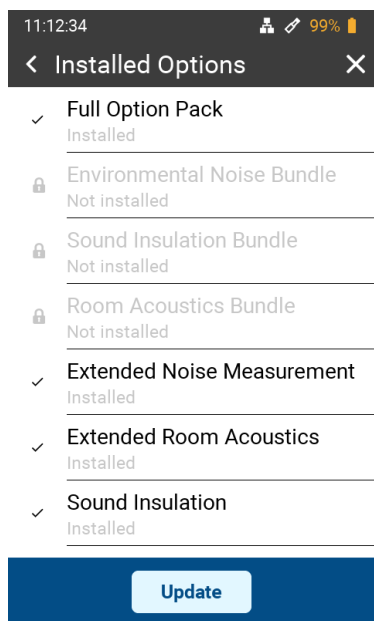 11:12:34 99%
Installed Options
Full Option Pack
Installed
Environmental Noise Bundle
Not installed
Sound Insulation Bundle
Not installed
Room Acoustics Bundle
Not installed
Extended Noise Measurement
Installed
Extended Room Acoustics
Installed
Sound Insulation
Installed
Update